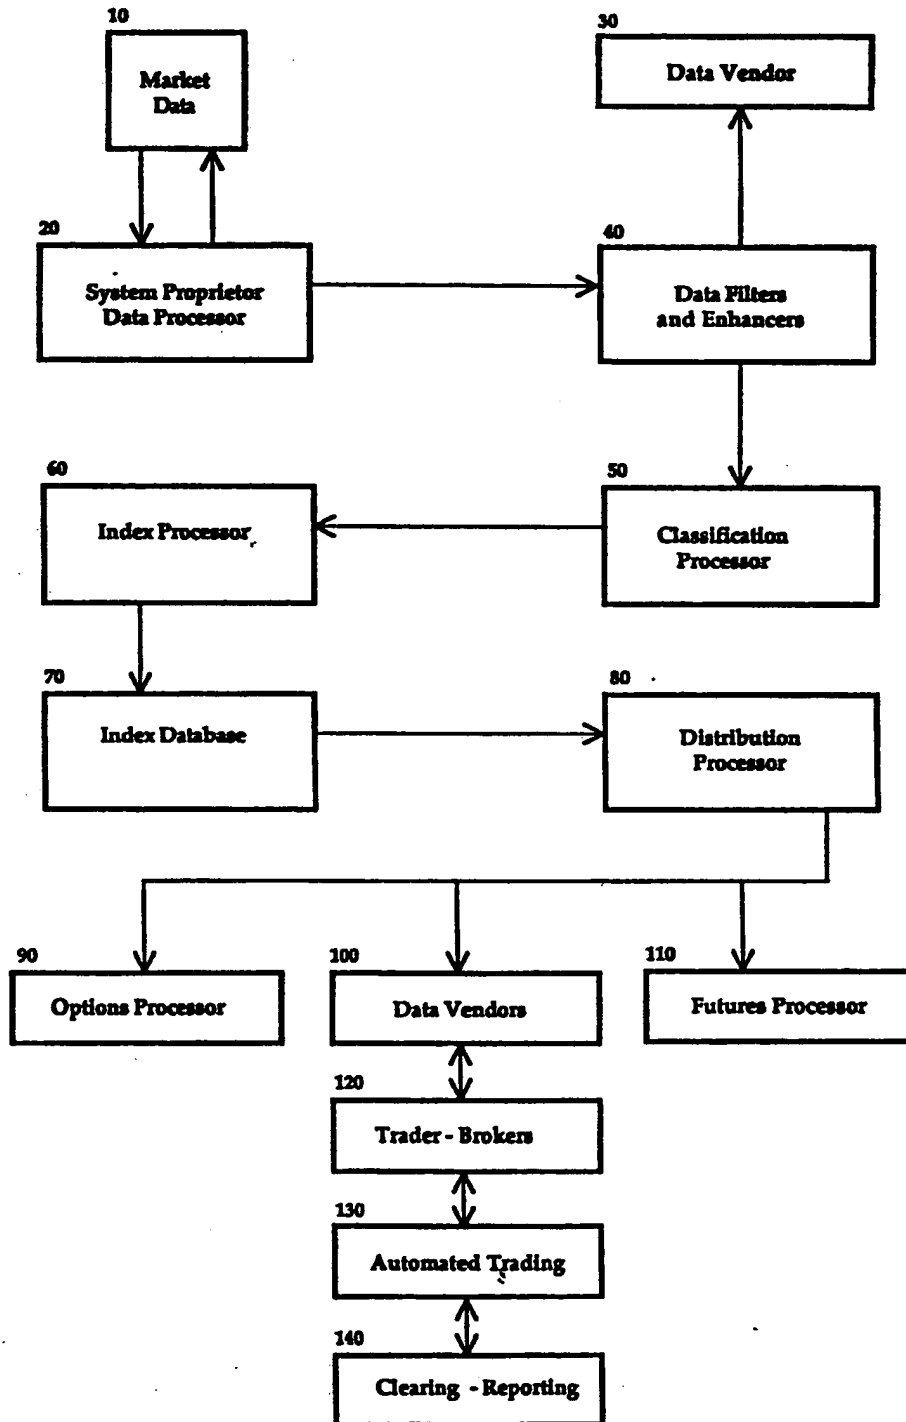 10
Market
Data
30
Data Vendor
20
System Proprietor
Data Processor
40
Data Filters
and Enhancers
60
Index Processor
50
Classification
Processor
70
Index Database
80
Distribution
Processor
90
Options Processor
100
Data Vendors
110
Futures Processor
120
Trader - Brokers
130
Automated Trading
140
Clearing - Reporting